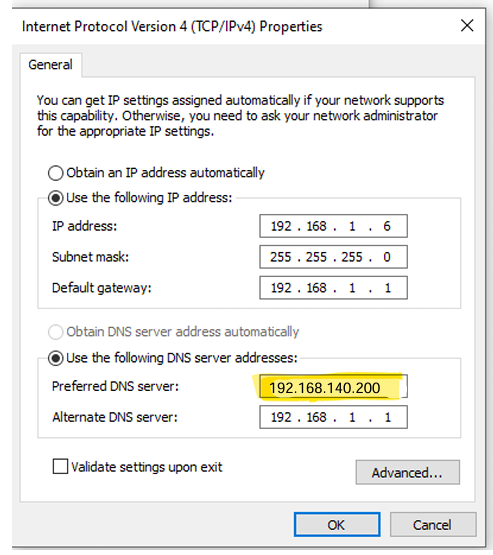 Internet Protocol Version 4 (TCP/IPv4) Properties
General
You can get IP settings assigned automatically if your network supports
this capability. Otherwise, you need to ask your network administrator
for the appropriate IP settings.
Obtain an IP address automatically
Use the following IP address:
IP address: 192 . 168 . 1 . 6
Subnet mask: 255 . 255 . 255 . 0
Default gateway: 192 . 168 . 1 . 1
Obtain DNS server address automatically
Use the following DNS server addresses:
Preferred DNS server: 192.168.140.200
Alternate DNS server: 192 . 168 . 1 . 1
Validate settings upon exit
Advanced...
OK Cancel